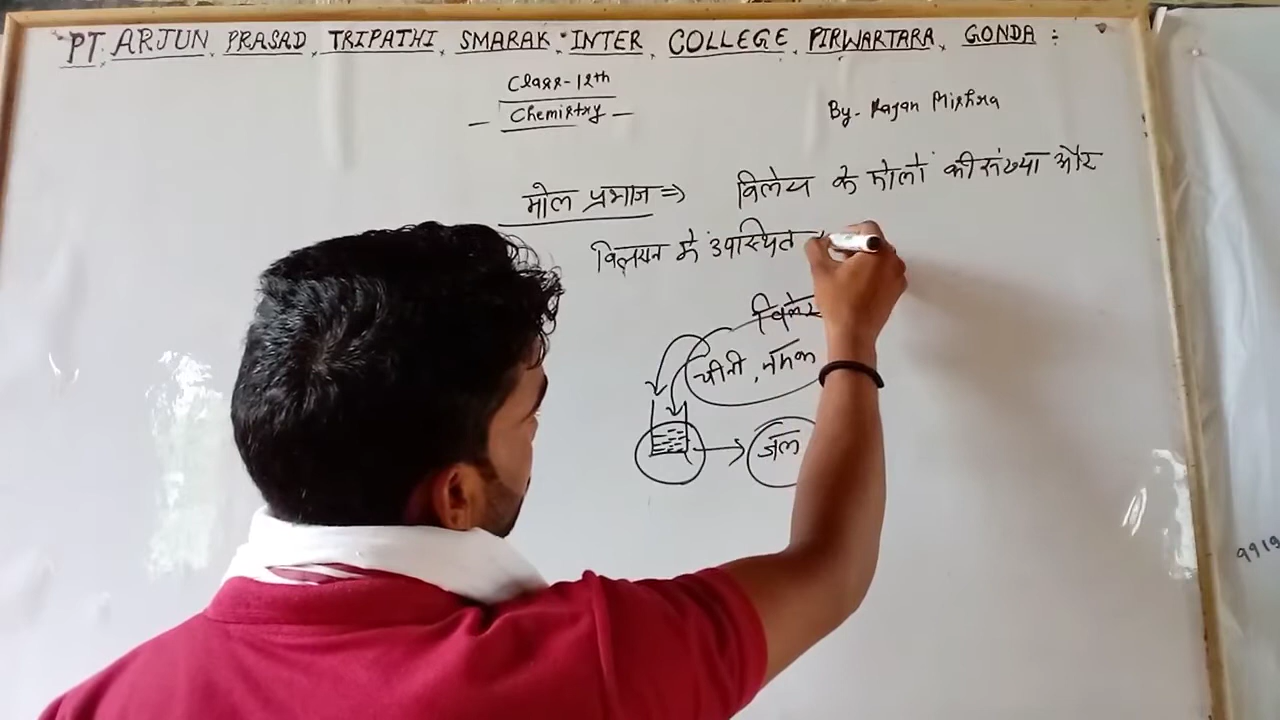 PT. ARJUN PRASAD TRIPATHI SMARAK INTER COLLEGE PIRWARTARA GONDA :
Class-12th
Chemistry
By- Rajan Mishra
मोल प्रभाज => विलेय के मोलों की संख्या और
विलयन में उपस्थित
विलेय
चीनी, नमक
जल
9919